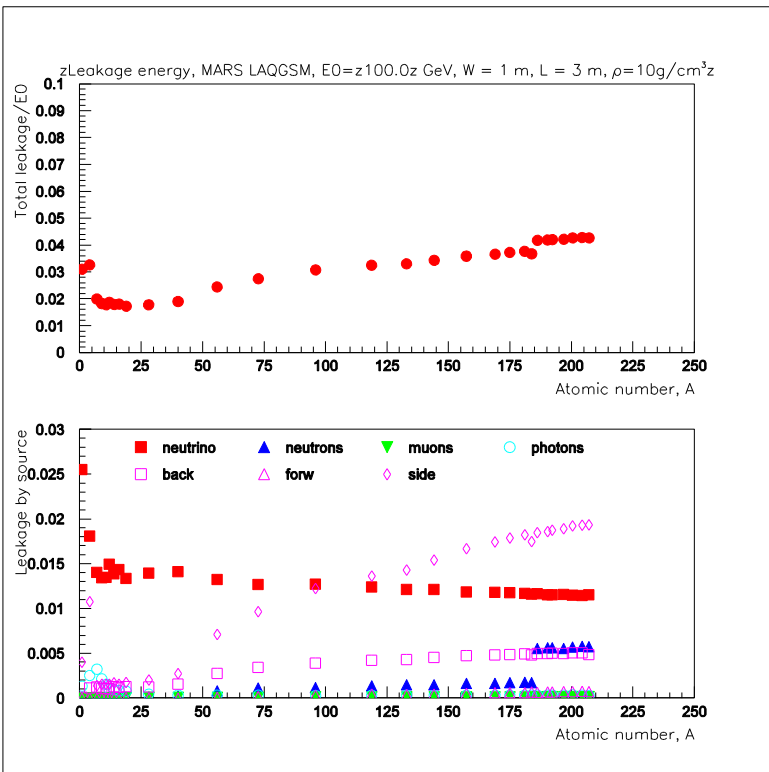 zLeakage energy, MARS LAQGSM, E0=z100.0z GeV, W = 1 m, L = 3 m, ρ=10g/cm³z
Total leakage/E0
0.1
0.09
0.08
0.07
0.06
0.05
0.04
0.03
0.02
0.01
0
0 25 50 75 100 125 150 175 200 225 250
Atomic number, A
Leakage by source
0.03
0.025
0.02
0.015
0.01
0.005
0
neutrino neutrons muons photons
back forw side
0 25 50 75 100 125 150 175 200 225 250
Atomic number, A